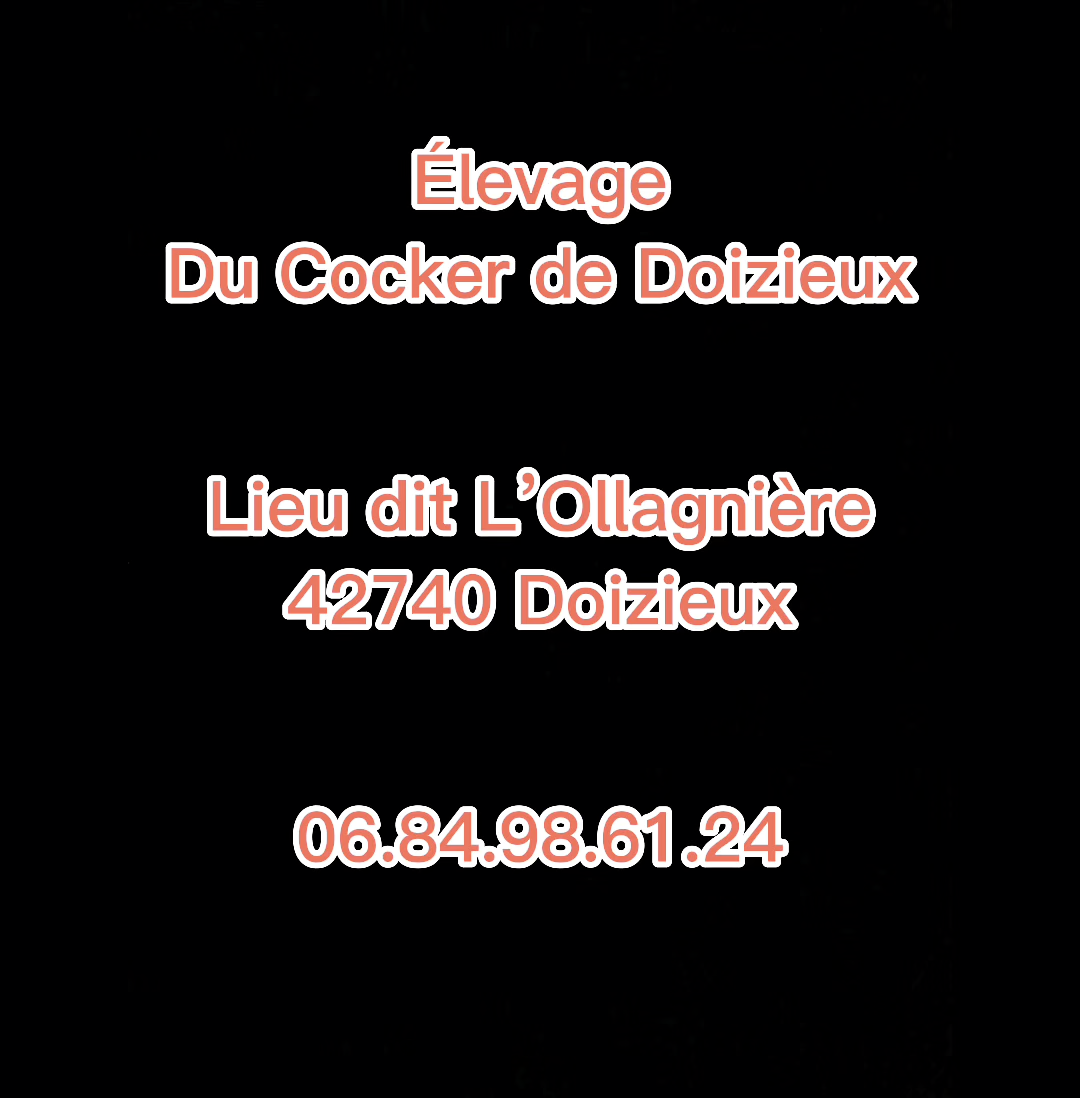 Élevage
Du Cocker de Doizieux
Lieu dit L’Ollagnière
42740 Doizieux
06.84.98.61.24